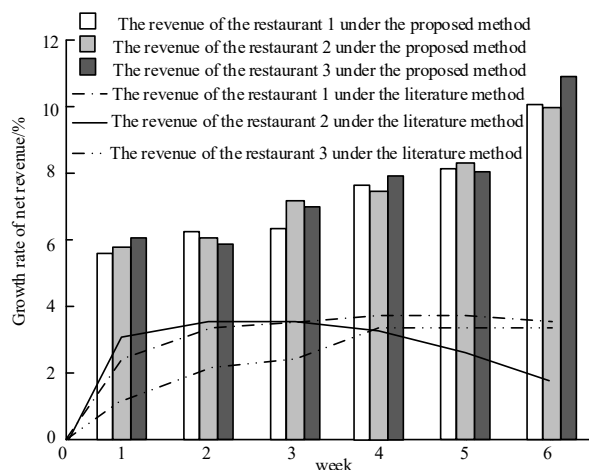 The revenue of the restaurant 1 under the proposed method
The revenue of the restaurant 2 under the proposed method
The revenue of the restaurant 3 under the proposed method
The revenue of the restaurant 1 under the literature method
The revenue of the restaurant 2 under the literature method
The revenue of the restaurant 3 under the literature method
Growth rate of net revenue/%
12
10
8
6
4
2
0
0 1 2 3 4 5 6
week